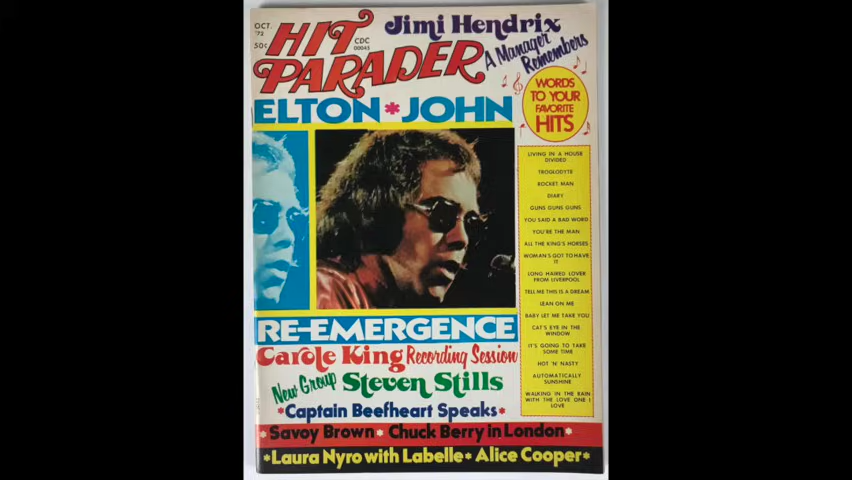 OCT.
'72
50¢
HIT
PARADER
CDC
00045
Jimi Hendrix
A Manager
Remembers
ELTON * JOHN
WORDS
TO YOUR
FAVORITE
HITS
LIVING IN A HOUSE
DIVIDED
TROGLODYTE
ROCKET MAN
DIARY
GUNS GUNS GUNS
YOU SAID A BAD WORD
YOU'RE THE MAN
ALL THE KING'S HORSES
WOMAN'S GOT TO HAVE
IT
LONG HAIRED LOVER
FROM LIVERPOOL
TELL ME THIS IS A DREAM
LEAN ON ME
BABY LET ME TAKE YOU
CAT'S EYE IN THE
WINDOW
IT'S GOING TO TAKE
SOME TIME
HOT 'N' NASTY
AUTOMATICALLY
SUNSHINE
WALKING IN THE RAIN
WITH THE LOVE ONE I
LOVE
RE-EMERGENCE
Carole King Recording Session
New Group Steven Stills
*Captain Beefheart Speaks*
*Savoy Brown* Chuck Berry in London*
*Laura Nyro with Labelle* Alice Cooper*